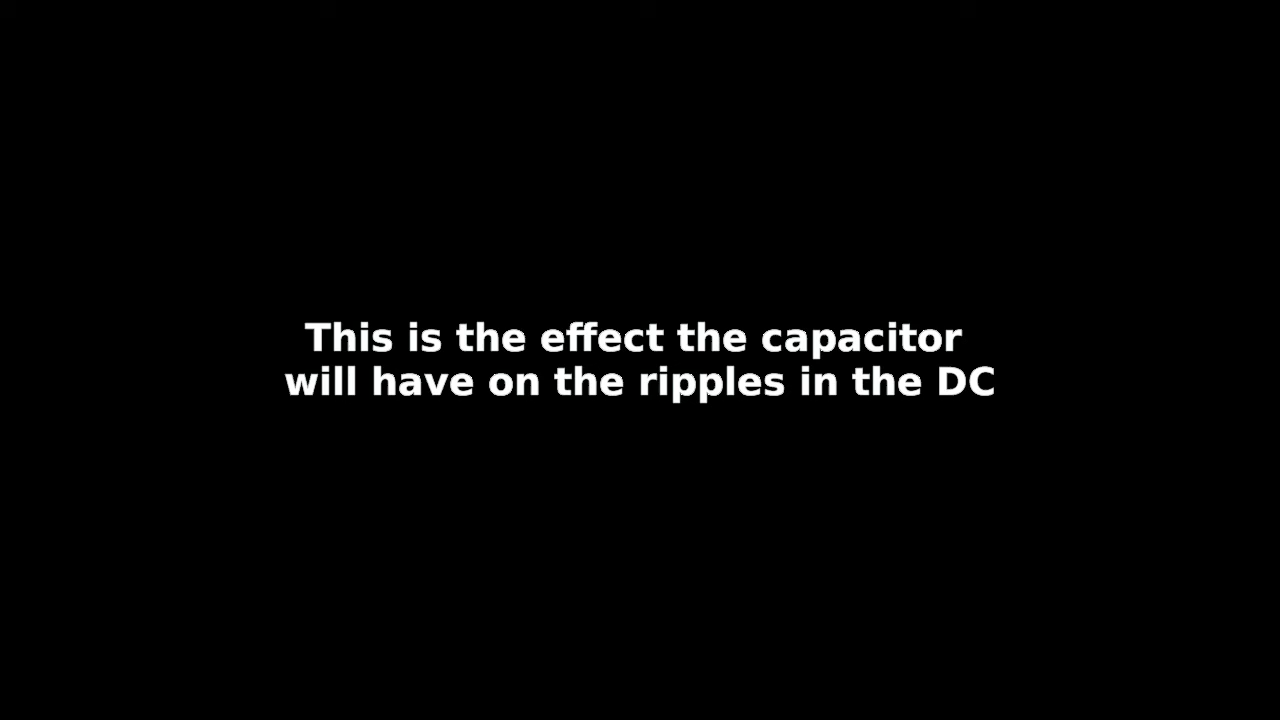 This is the effect the capacitor
will have on the ripples in the DC